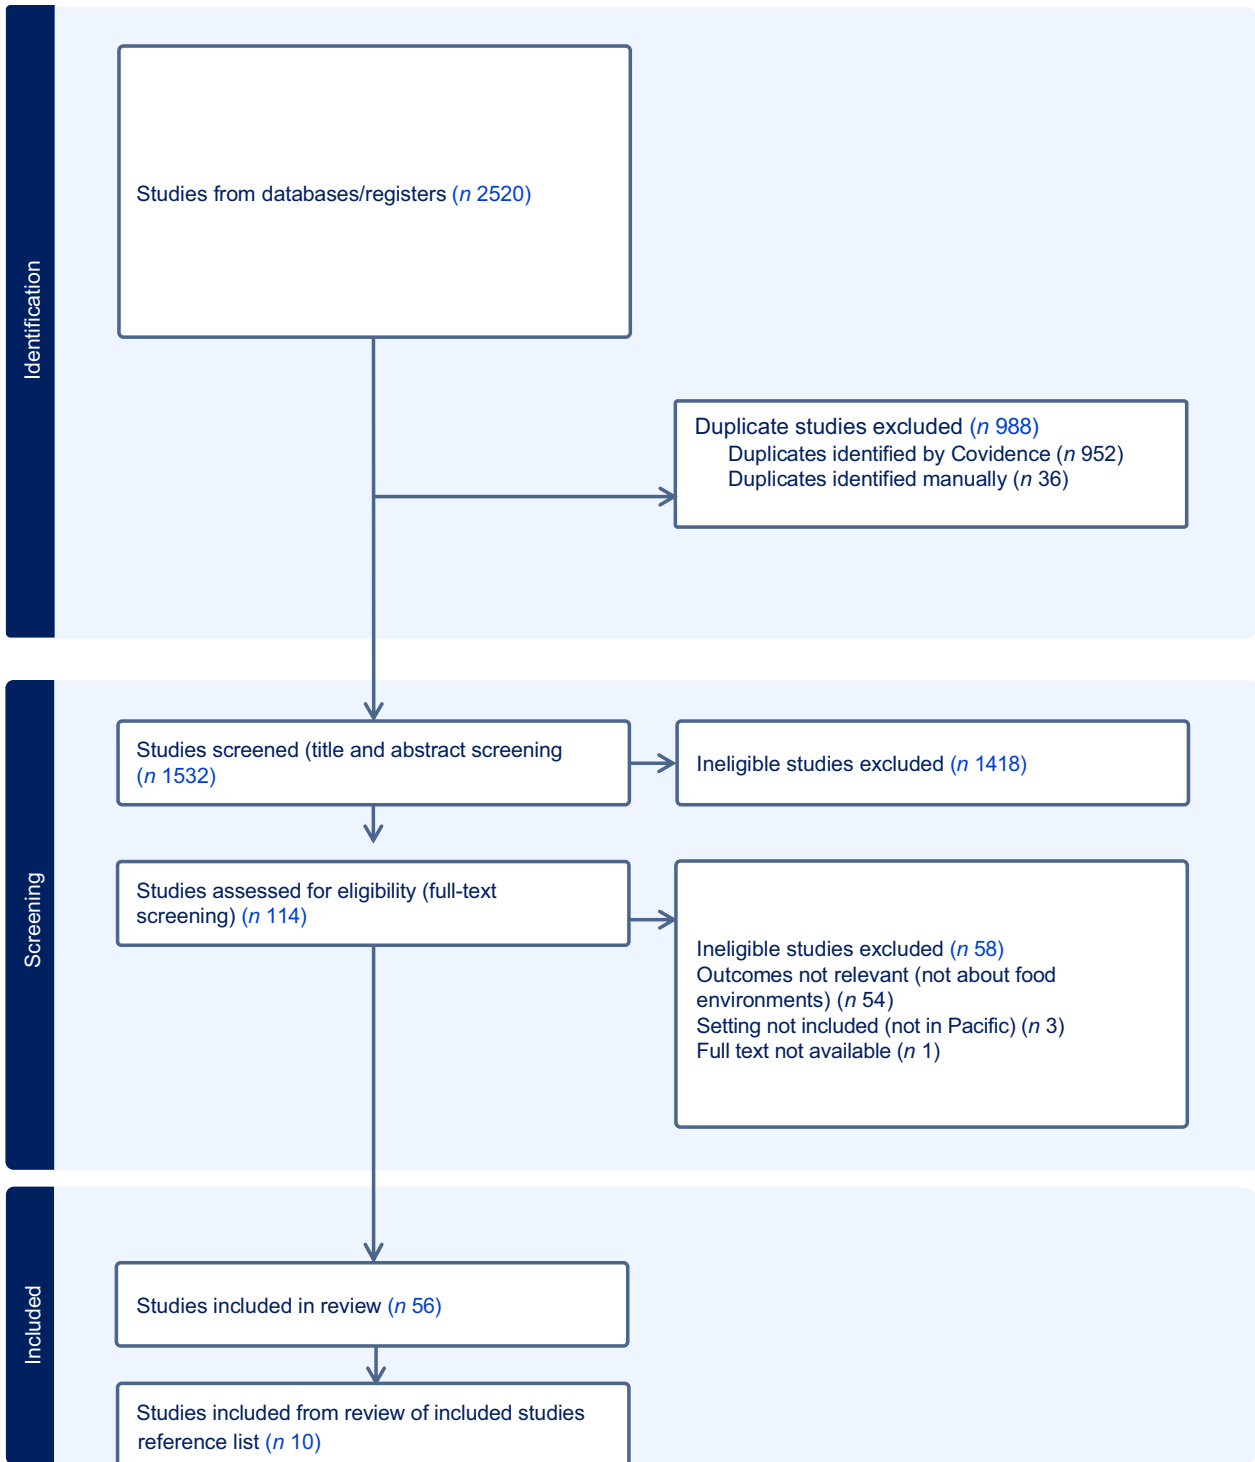 Identification
Studies from databases/registers (n 2520)
Duplicate studies excluded (n 988)
Duplicates identified by Covidence (n 952)
Duplicates identified manually (n 36)
Screening
Studies screened (title and abstract screening
(n 1532)
Ineligible studies excluded (n 1418)
Studies assessed for eligibility (full-text
screening) (n 114)
Ineligible studies excluded (n 58)
Outcomes not relevant (not about food
environments) (n 54)
Setting not included (not in Pacific) (n 3)
Full text not available (n 1)
Included
Studies included in review (n 56)
Studies included from review of included studies
reference list (n 10)